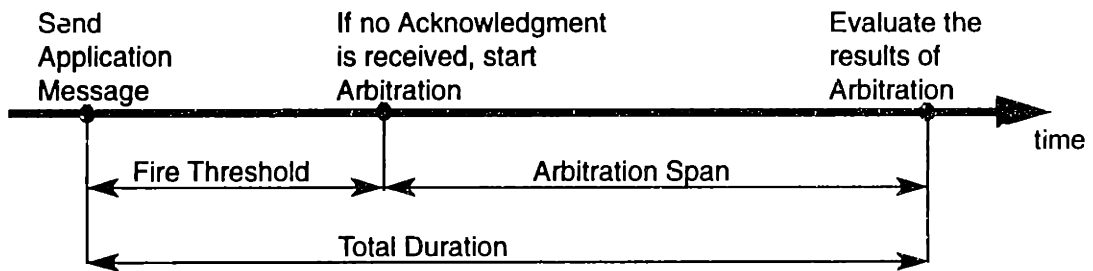 Send
Application
Message
If no Acknowledgment
is received, start
Arbitration
Evaluate the
results of
Arbitration
time
Fire Threshold
Arbitration Span
Total Duration